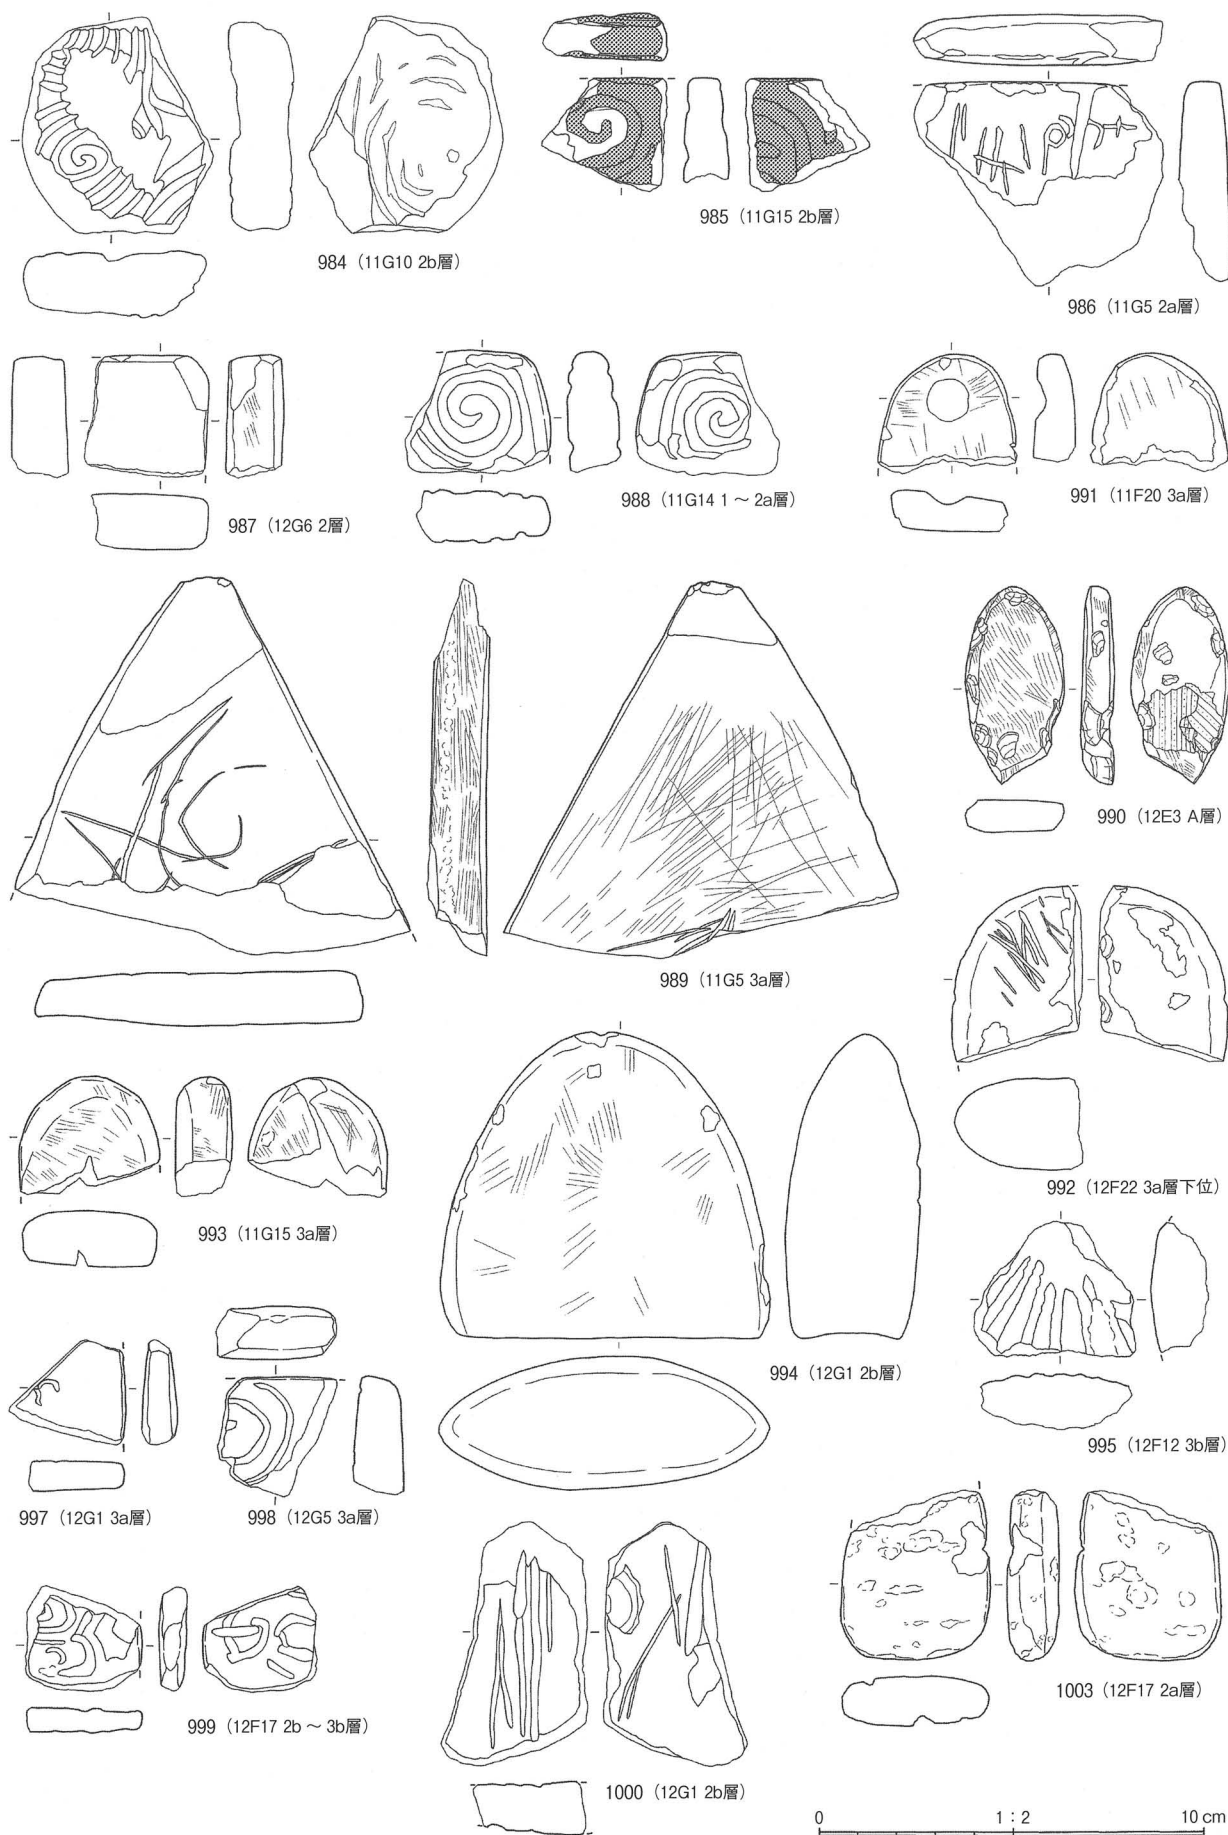 984（11G10 2b層）
985（11G15 2b層）
986（11G5 2a層）
987（12G6 2層）
988（11G14 1 ～ 2a層）
991（11F20 3a層）
990（12E3 A層）
989（11G5 3a層）
992（12F22 3a層下位）
993（11G15 3a層）
994（12G1 2b層）
995（12F12 3b層）
997（12G1 3a層）
998（12G5 3a層）
999（12F17 2b ～ 3b層）
1000（12G1 2b層）
1003（12F17 2a層）
0 1：2 10 cm